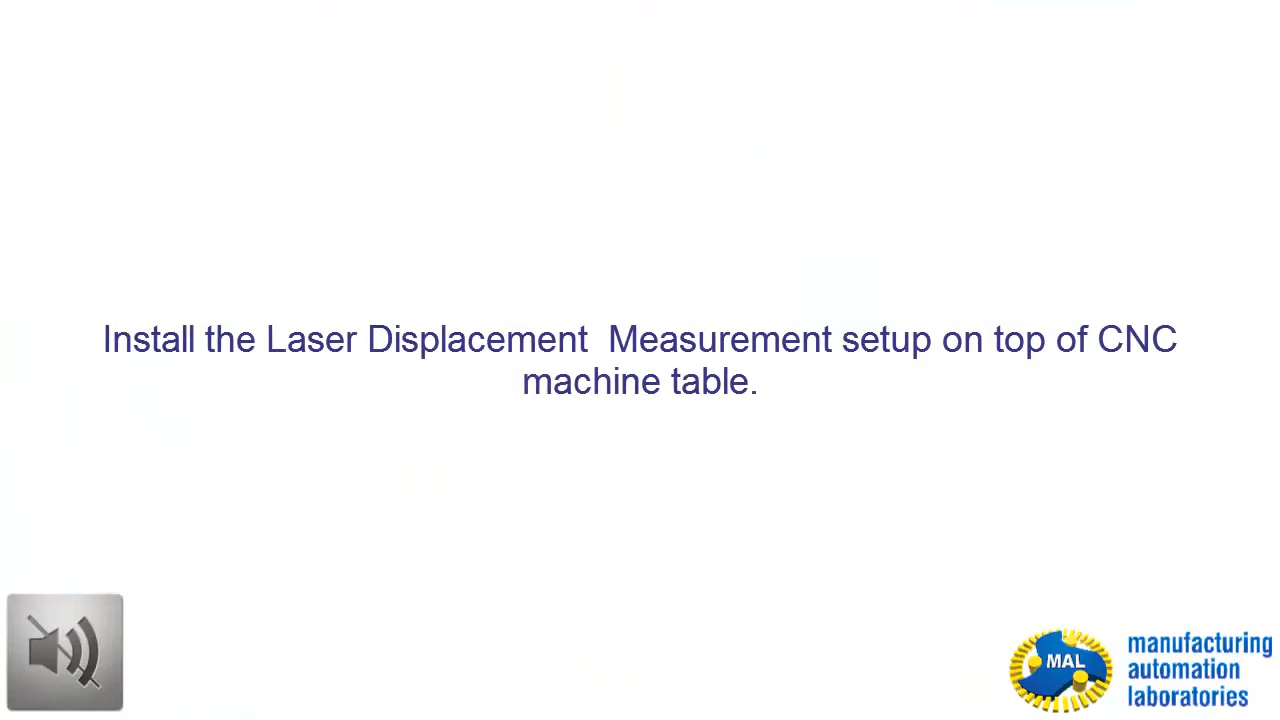 Install the Laser Displacement  Measurement setup on top of CNC
machine table.
MAL
manufacturing
automation
laboratories